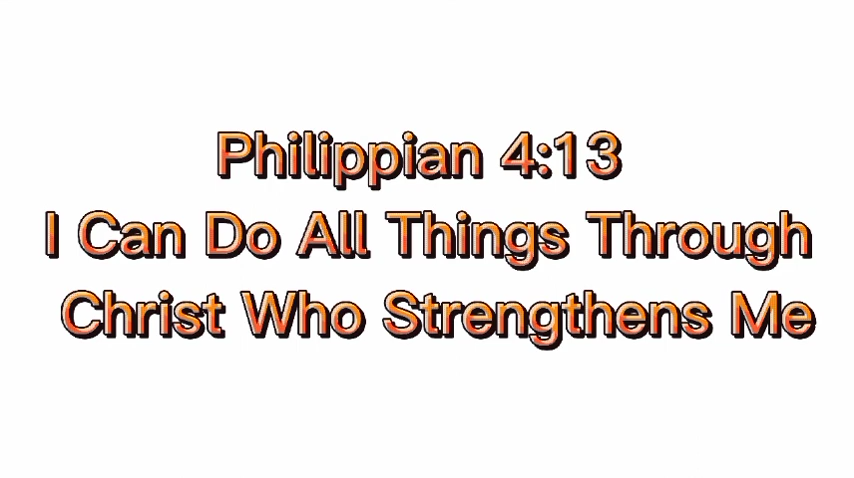 Philippian 4:13
I Can Do All Things Through
Christ Who Strengthens Me